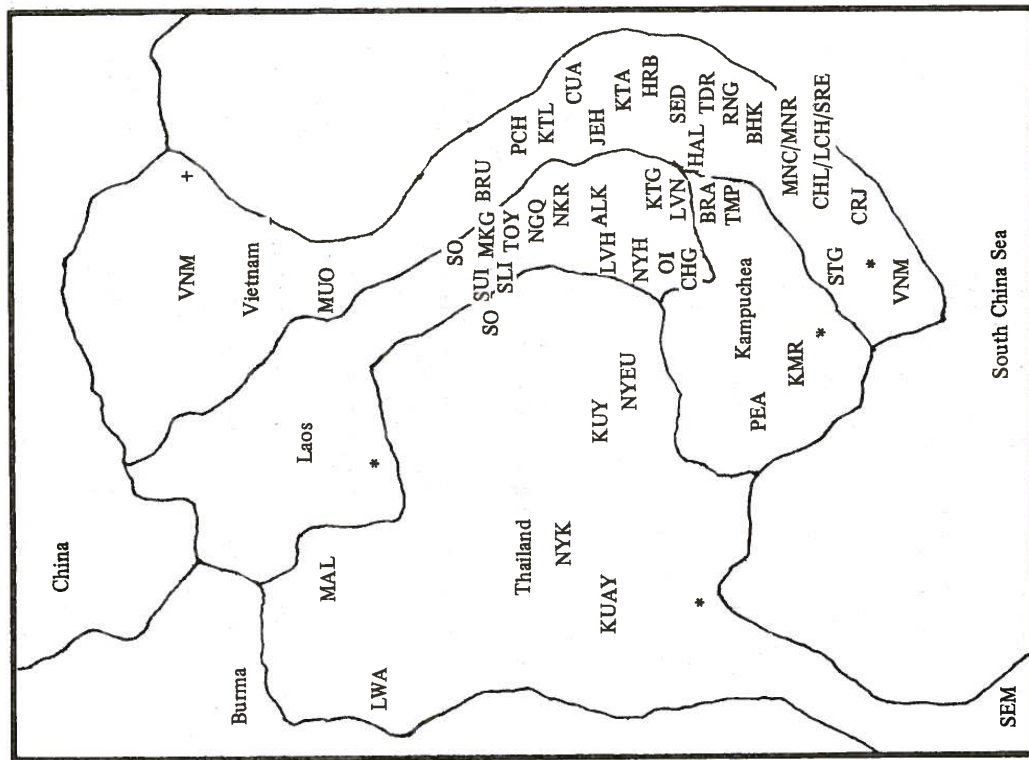 China
Burma
VNM
+
Vietnam
MUO
Laos
*
MAL
LWA
SO
BRU
SUI MKG
SO
SLI TOY
PCH
NGQ
KTL
NKR
CUA
Thailand
NYK
KUAY
KUY
NYEU
LVH ALK
JEH
KTA
NYH
KTG
HRB
OI
LVN
SED
CHG
HAL
BRA
TDR
TMP
RNG
BHK
Kampuchea
*
PEA
KMR
*
MNC/MNR
CHL/LCH/SRE
STG
CRJ
*
VNM
SEM
South China Sea